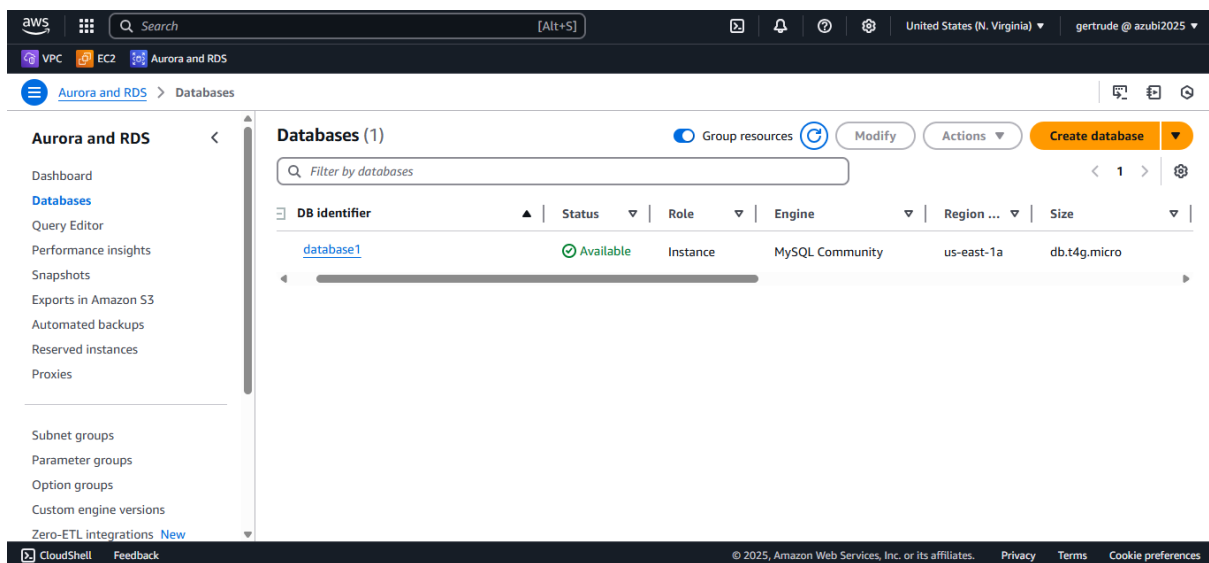 aws
Search [Alt+S] United States (N. Virginia) gertrude @ azubi2025
VPC EC2 Aurora and RDS
Aurora and RDS > Databases
Aurora and RDS
Dashboard
Databases
Query Editor
Performance insights
Snapshots
Exports in Amazon S3
Automated backups
Reserved instances
Proxies
Subnet groups
Parameter groups
Option groups
Custom engine versions
Zero-ETL integrations New
Databases (1) Group resources Modify Actions Create database
Filter by databases
< 1 >
DB identifier Status Role Engine Region ... Size
database1 Available Instance MySQL Community us-east-1a db.t4g.micro
CloudShell Feedback © 2025, Amazon Web Services, Inc. or its affiliates. Privacy Terms Cookie preferences